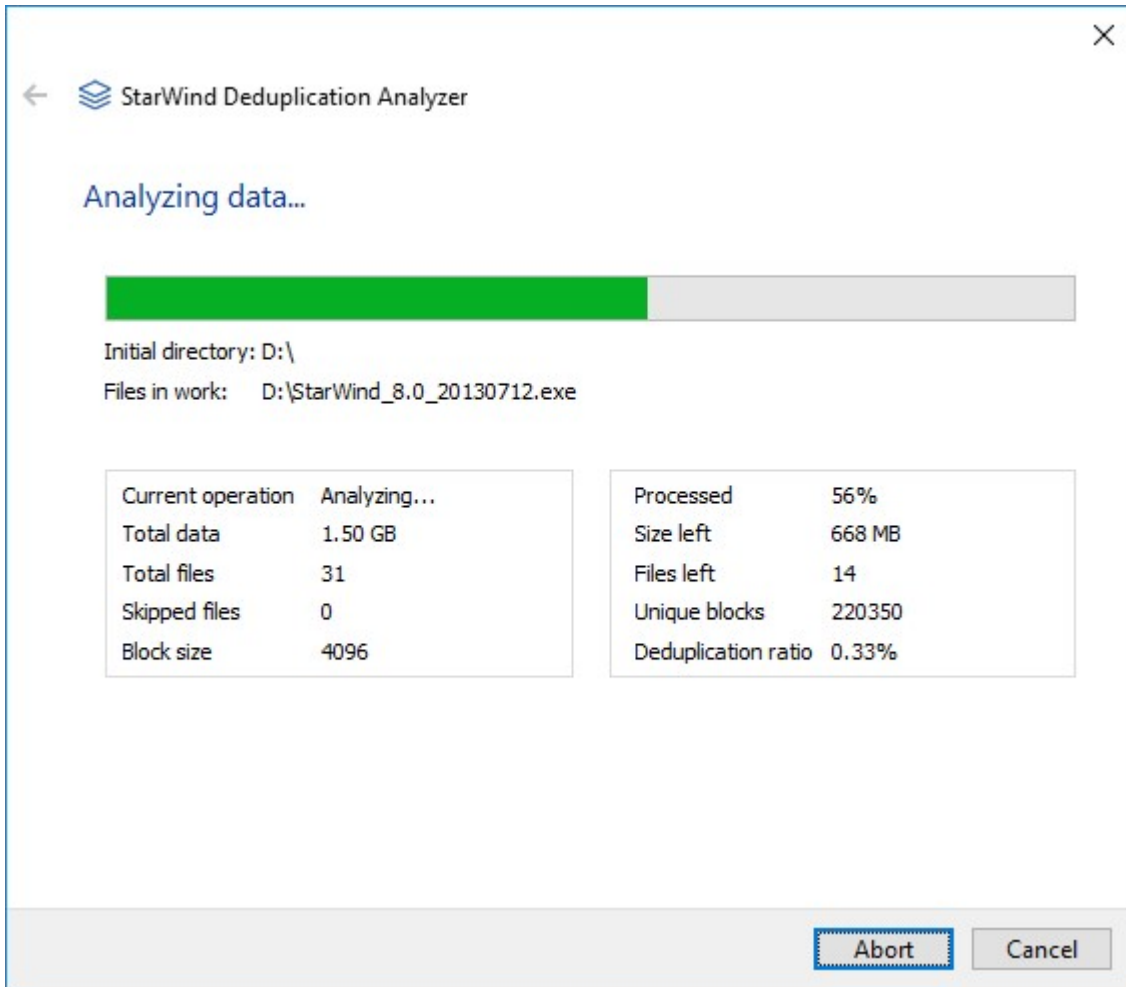 StarWind Deduplication Analyzer
Analyzing data...
Initial directory: D:\
Files in work: D:\StarWind_8.0_20130712.exe
Current operation Analyzing...
Total data 1.50 GB
Total files 31
Skipped files 0
Block size 4096
Processed 56%
Size left 668 MB
Files left 14
Unique blocks 220350
Deduplication ratio 0.33%
Abort Cancel